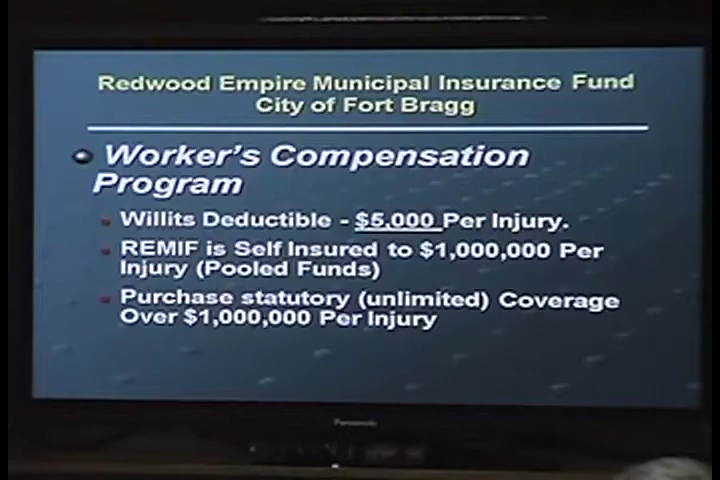 Redwood Empire Municipal Insurance Fund
City of Fort Bragg
Worker's Compensation
Program
Willits Deductible - $5,000 Per Injury.
REMIF is Self Insured to $1,000,000 Per
Injury (Pooled Funds)
Purchase statutory (unlimited) Coverage
Over $1,000,000 Per Injury
Panasonic